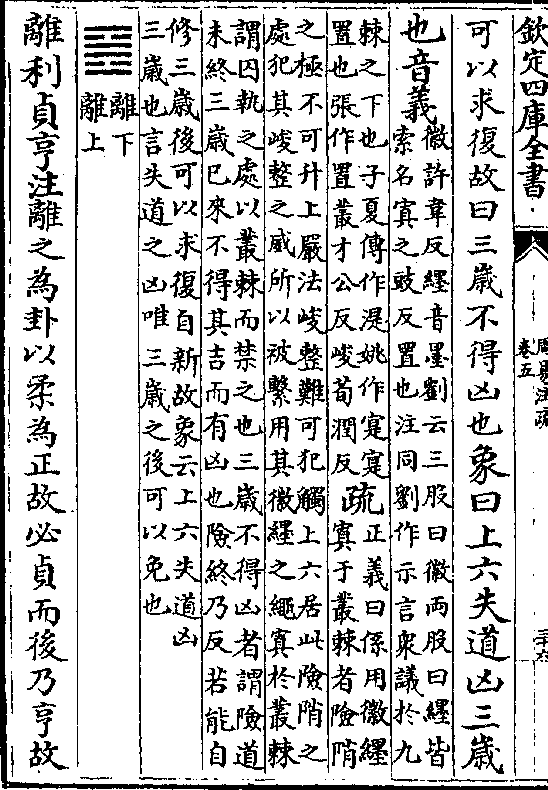 欽定四庫全書
周易注疏
卷五
可以求復故曰三歲不得凶也象曰上六失道凶三歲
也音義
徽許韋反纆音墨劉云三股曰徽兩股曰纆皆
索名寘之豉反置也注同劉作示言衆議於九
棘之下也子夏傳作湜姚作寔寔
置也張作置叢才公反峻荀潤反
疏
正義曰係用徽纆
寘于叢棘者險陗
之極不可升上嚴法峻整難可犯觸上六居此險陗之
處犯其峻整之威所以被繫用其徽纆之繩寘於叢棘
謂囚執之處以叢棘而禁之也三歲不得凶者謂險道
未終三歲已來不得其吉而有凶也險終乃反若能自
修三歲後可以求復自新故象云上六失道凶
三歲也言失道之凶唯三歲之後可以免也
䷝
離下
離上
離利貞亨注離之為卦以柔為正故必貞而後乃亨故